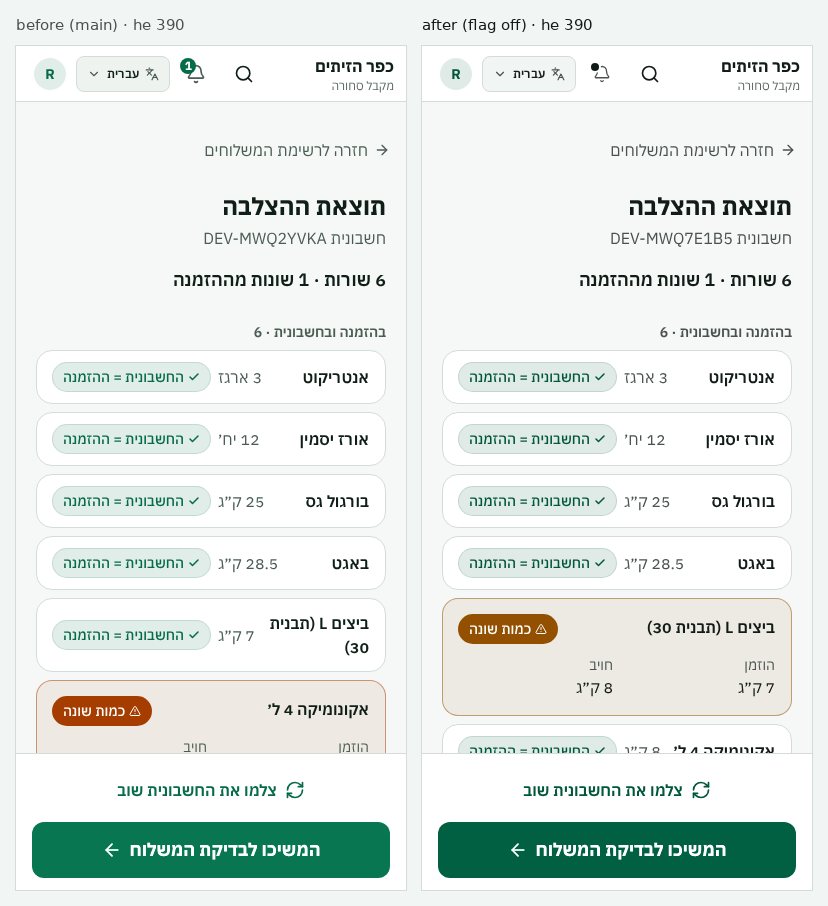 before (main) · he 390
כפר הזיתים
מקבל סחורה
1
עברית
R
חזרה לרשימת המשלוחים
תוצאת ההצלבה
חשבונית DEV-MWQ2YVKA
6 שורות · 1 שונות מההזמנה
בהזמנה ובחשבונית · 6
אנטריקוט 3 ארגז החשבונית = ההזמנה
אורז יסמין 12 יח׳ החשבונית = ההזמנה
בורגול גס 25 ק״ג החשבונית = ההזמנה
באגט 28.5 ק״ג החשבונית = ההזמנה
ביצים L (תבנית
30) 7 ק״ג החשבונית = ההזמנה
אקונומיקה 4 ל׳ כמות שונה
הוזמן חויב
צלמו את החשבונית שוב
המשיכו לבדיקת המשלוח
after (flag off) · he 390
כפר הזיתים
מקבל סחורה
עברית
R
חזרה לרשימת המשלוחים
תוצאת ההצלבה
חשבונית DEV-MWQ7E1B5
6 שורות · 1 שונות מההזמנה
בהזמנה ובחשבונית · 6
אנטריקוט 3 ארגז החשבונית = ההזמנה
אורז יסמין 12 יח׳ החשבונית = ההזמנה
בורגול גס 25 ק״ג החשבונית = ההזמנה
באגט 28.5 ק״ג החשבונית = ההזמנה
ביצים L (תבנית 30) כמות שונה
הוזמן חויב
7 ק״ג 8 ק״ג
אקונומיקה 4 ל׳ 8 ק״ג החשבונית = ההזמנה
צלמו את החשבונית שוב
המשיכו לבדיקת המשלוח